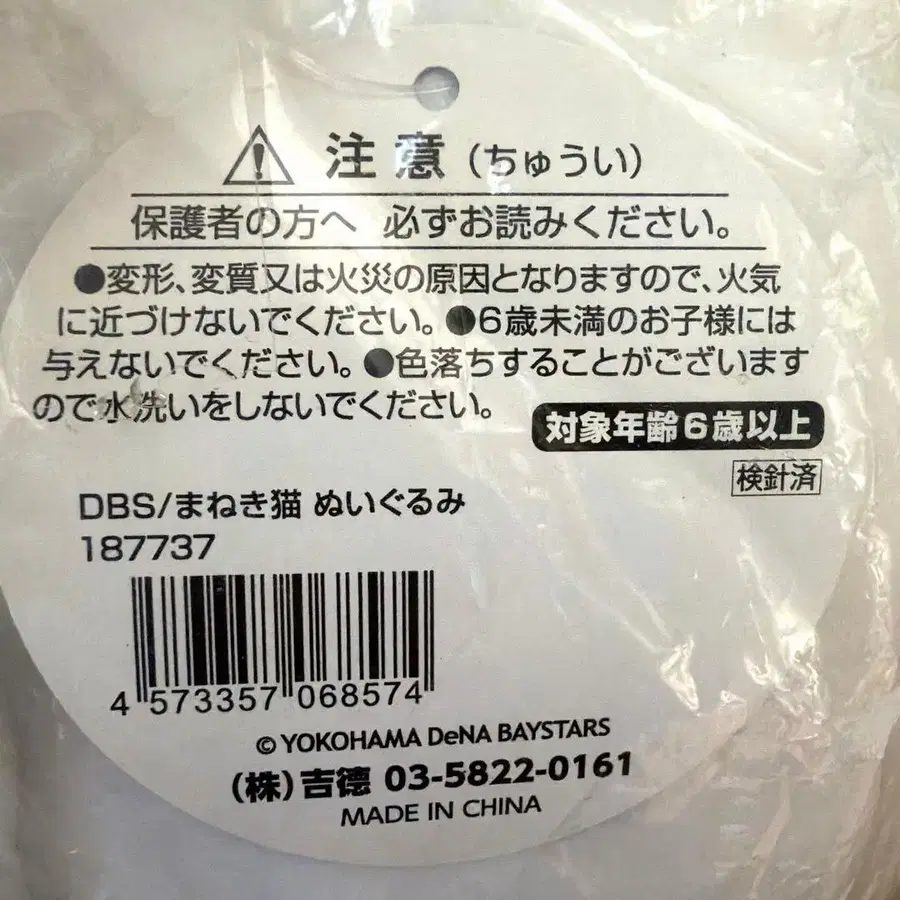 注意（ちゅうい）
保護者の方へ 必ずお読みください。
●変形、変質又は火災の原因となりますので、火気
に近づけないでください。●6歳未満のお子様には
与えないでください。●色落ちすることがございます
ので水洗いをしないでください。
対象年齢6歳以上
検針済
DBS/まねき猫 ぬいぐるみ
187737
4 573357 068574
© YOKOHAMA DeNA BAYSTARS
（株）吉德 03-5822-0161
MADE IN CHINA